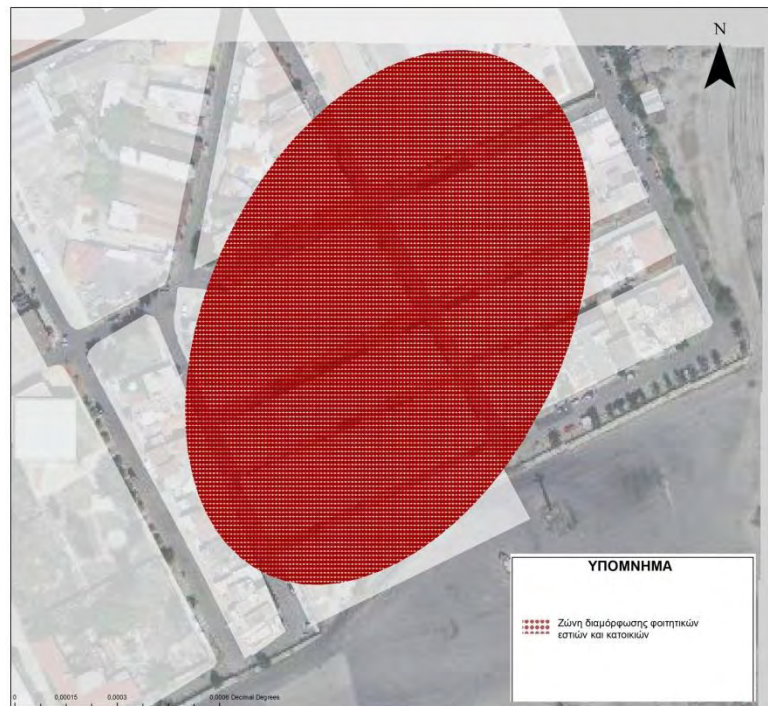 N
ΥΠΟΜΝΗΜΑ
Ζώνη διαμόρφωσης φοιτητικών
εστιών και κατοικιών
0 0,00015 0,0003 0,0006 Decimal Degrees